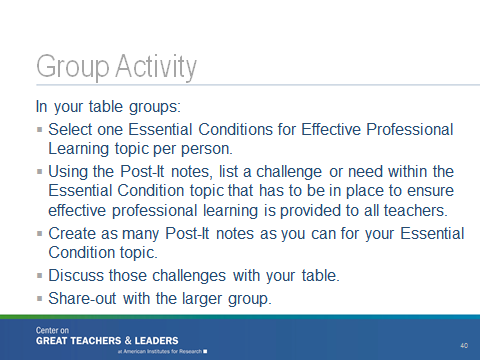 Group Activity
In your table groups:
▪ Select one Essential Conditions for Effective Professional
Learning topic per person.
▪ Using the Post-It notes, list a challenge or need within the
Essential Condition topic that has to be in place to ensure
effective professional learning is provided to all teachers.
▪ Create as many Post-It notes as you can for your Essential
Condition topic.
▪ Discuss those challenges with your table.
▪ Share-out with the larger group.
Center on
GREAT TEACHERS & LEADERS
at American Institutes for Research ■
40